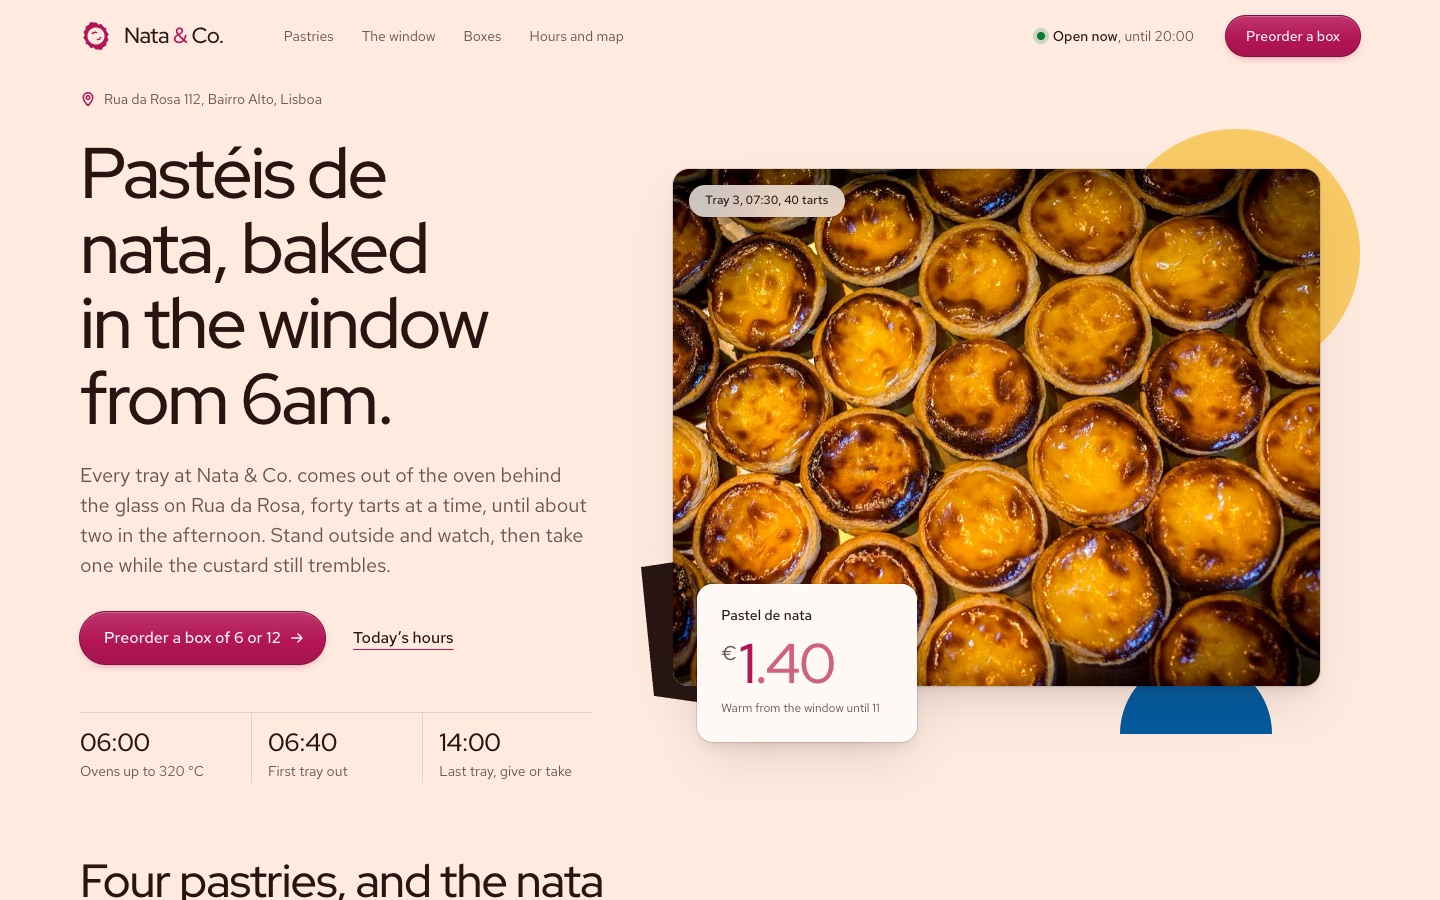 Nata & Co.
Pastries
The window
Boxes
Hours and map
Open now, until 20:00
Preorder a box
Rua da Rosa 112, Bairro Alto, Lisboa
Pastéis de
nata, baked
in the window
from 6am.
Every tray at Nata & Co. comes out of the oven behind
the glass on Rua da Rosa, forty tarts at a time, until about
two in the afternoon. Stand outside and watch, then take
one while the custard still trembles.
Preorder a box of 6 or 12 →
Today’s hours
06:00
Ovens up to 320 °C
06:40
First tray out
14:00
Last tray, give or take
Tray 3, 07:30, 40 tarts
Pastel de nata
€1.40
Warm from the window until 11
Four pastries, and the nata